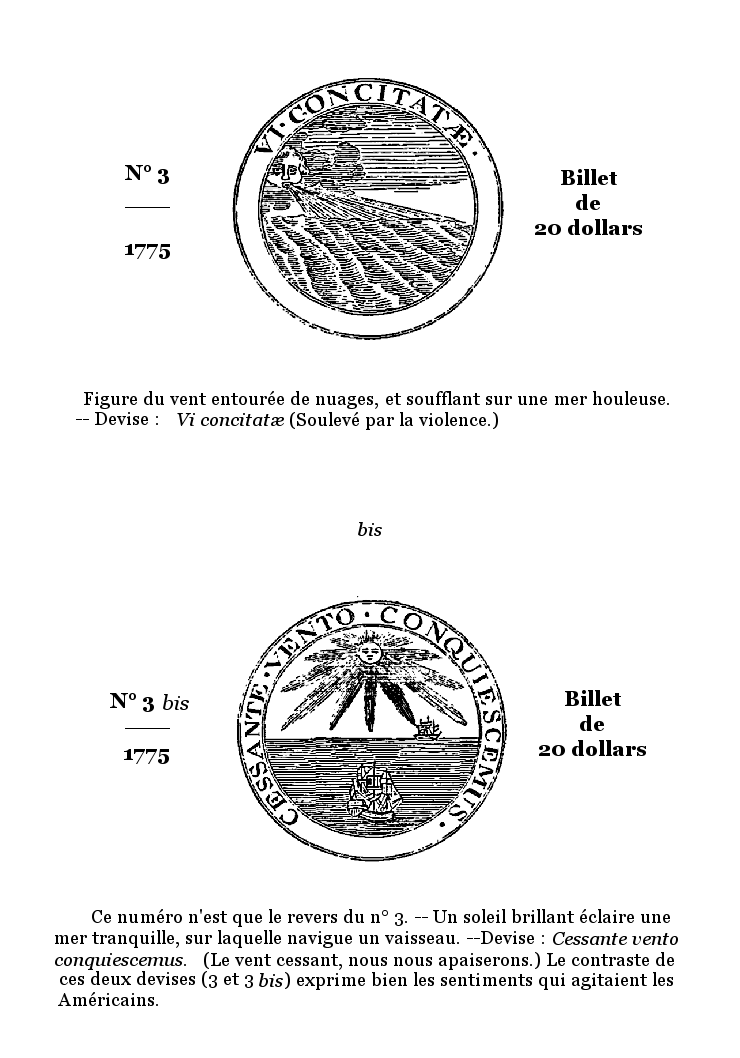 VI · CONCITATÆ ·
N° 3
1775
Billet
de
20 dollars
Figure du vent entourée de nuages, et soufflant sur une mer houleuse.
-- Devise : Vi concitatæ (Soulevé par la violence.)
bis
CESSANTE · VENTO · CONQUIESCEMUS ·
N° 3 bis
1775
Billet
de
20 dollars
Ce numéro n'est que le revers du n° 3. -- Un soleil brillant éclaire une
mer tranquille, sur laquelle navigue un vaisseau. --Devise : Cessante vento
conquiescemus. (Le vent cessant, nous nous apaiserons.) Le contraste de
ces deux devises (3 et 3 bis) exprime bien les sentiments qui agitaient les
Américains.